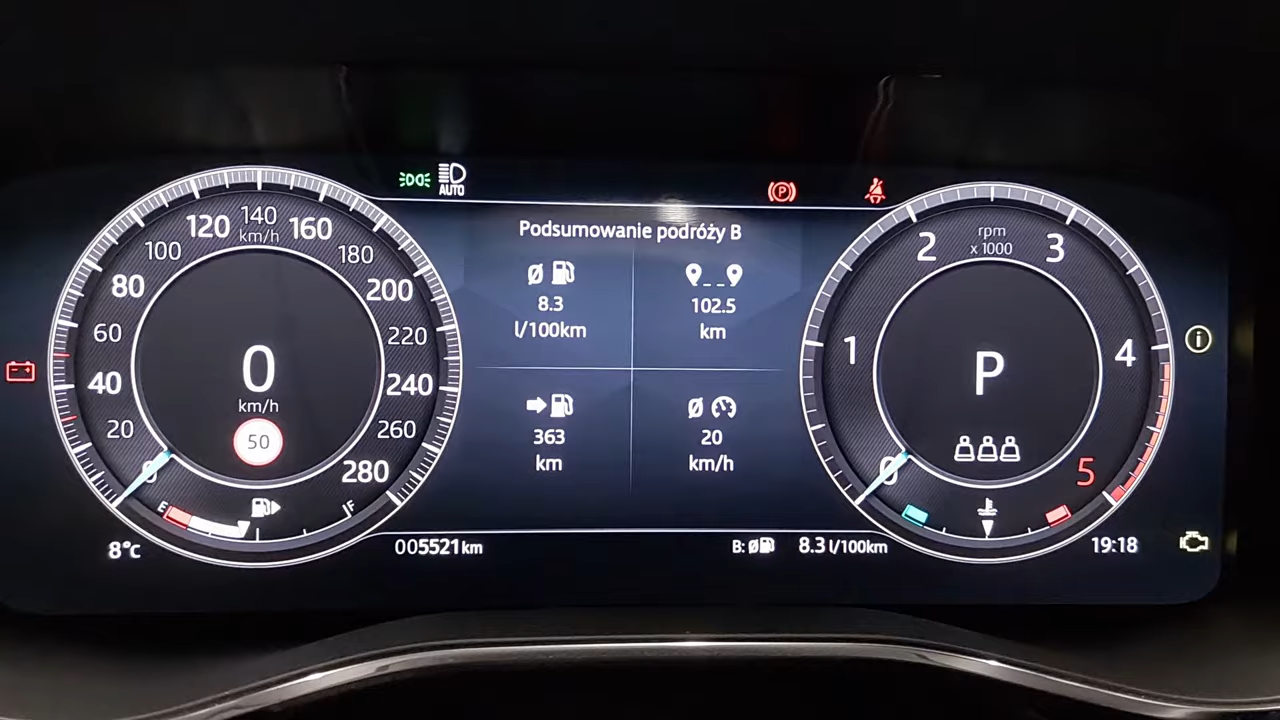 AUTO
Podsumowanie podróży B
8.3
l/100km
102.5
km
363
km
20
km/h
0
20
40
60
80
100
120
140
km/h
160
180
200
220
240
260
280
0
km/h
50
E
F
8°C
005521km
B: Ø 8.3 l/100km
rpm
x 1000
0
1
2
3
4
5
P
P
19:18